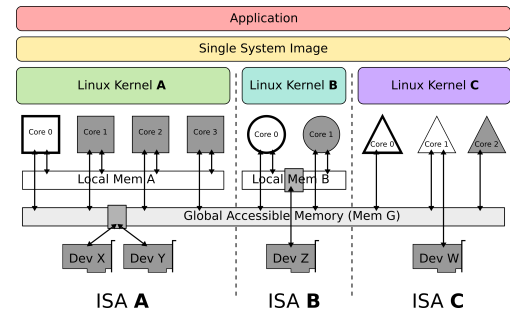 Application
Single System Image
Linux Kernel A
Linux Kernel B
Linux Kernel C
Core 0
Core 1
Core 2
Core 3
Core 0
Core 1
Core 0
Core 1
Core 2
Local Mem A
Local Mem B
Global Accessible Memory (Mem G)
Dev X
Dev Y
Dev Z
Dev W
ISA A
ISA B
ISA C